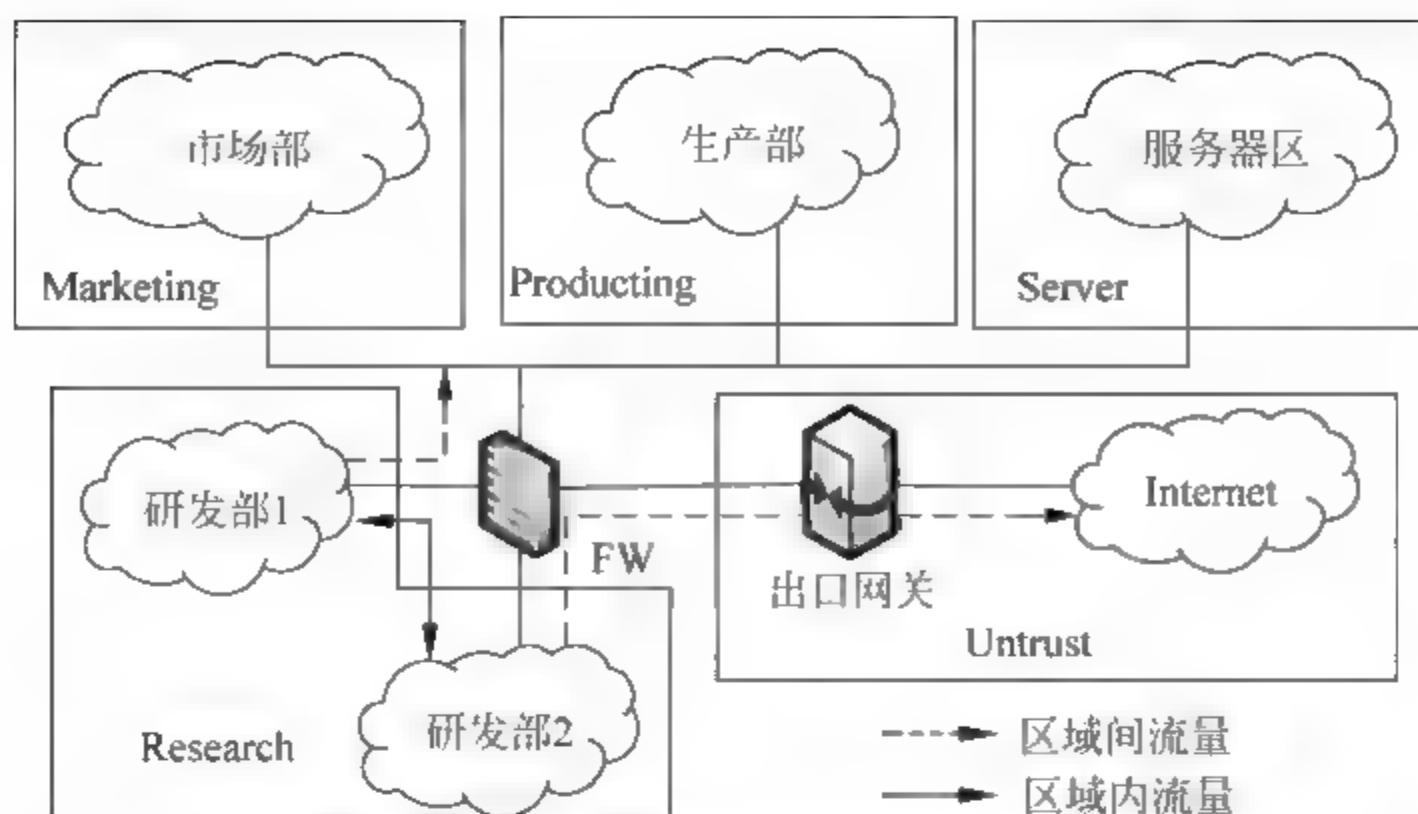 市场部
生产部
服务器区
Marketing
Producting
Server
研发部1
Internet
FW
出口网关
Untrust
研发部2
Research
区域间流量
区域内流量